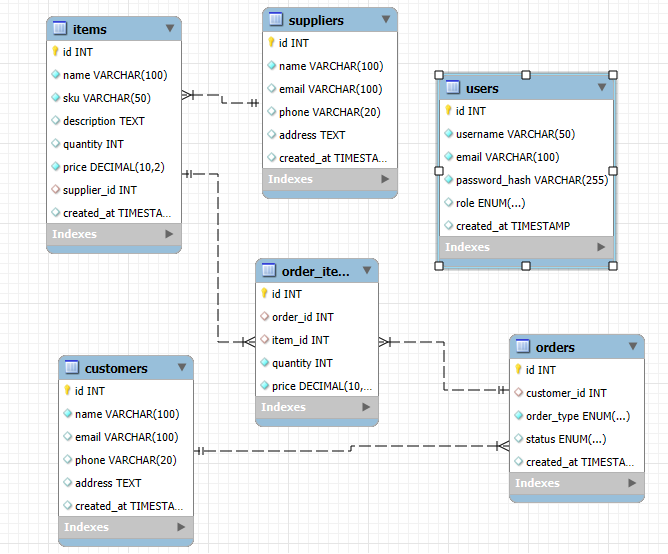 items
id INT
name VARCHAR(100)
sku VARCHAR(50)
description TEXT
quantity INT
price DECIMAL(10,2)
supplier_id INT
created_at TIMESTA...
Indexes
suppliers
id INT
name VARCHAR(100)
email VARCHAR(100)
phone VARCHAR(20)
address TEXT
created_at TIMESTA...
Indexes
users
id INT
username VARCHAR(50)
email VARCHAR(100)
password_hash VARCHAR(255)
role ENUM(...)
created_at TIMESTAMP
Indexes
order_ite...
id INT
order_id INT
item_id INT
quantity INT
price DECIMAL(10,...
Indexes
customers
id INT
name VARCHAR(100)
email VARCHAR(100)
phone VARCHAR(20)
address TEXT
created_at TIMESTA...
Indexes
orders
id INT
customer_id INT
order_type ENUM(...)
status ENUM(...)
created_at TIMESTA...
Indexes